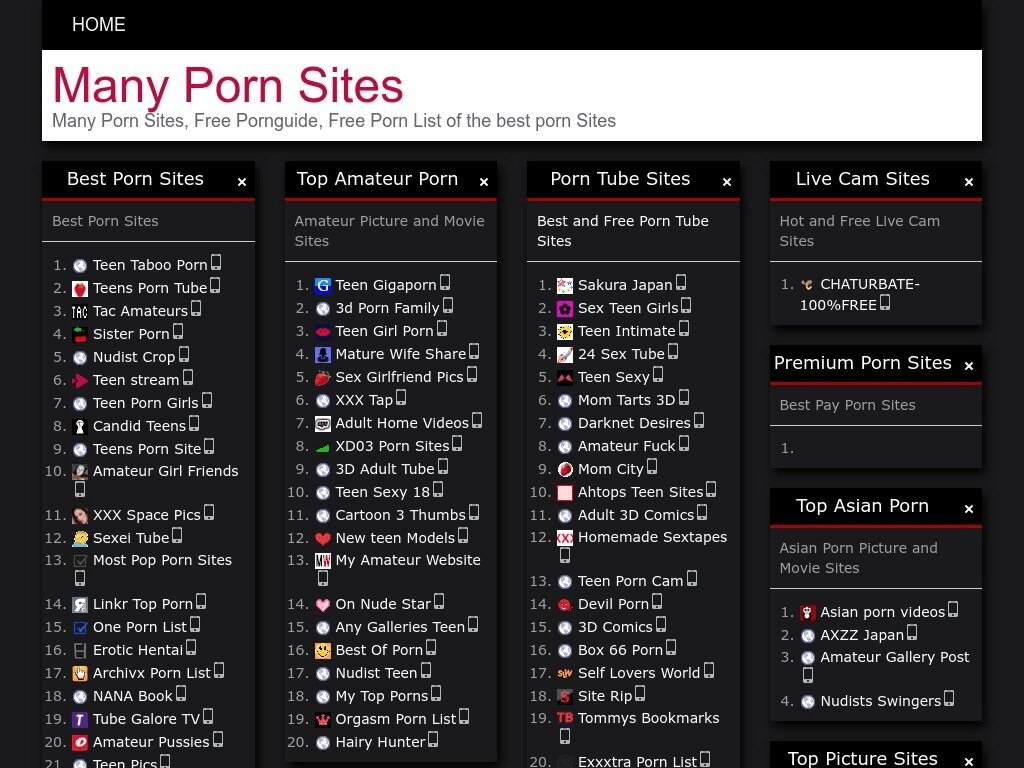 HOME
Many Porn Sites
Many Porn Sites, Free Pornguide, Free Porn List of the best porn Sites
Best Porn Sites ×
Best Porn Sites
1. Teen Taboo Porn
2. Teens Porn Tube
3. Tac Amateurs
4. Sister Porn
5. Nudist Crop
6. Teen stream
7. Teen Porn Girls
8. Candid Teens
9. Teens Porn Site
10. Amateur Girl Friends
11. XXX Space Pics
12. Sexei Tube
13. Most Pop Porn Sites
14. Linkr Top Porn
15. One Porn List
16. Erotic Hentai
17. Archivx Porn List
18. NANA Book
19. Tube Galore TV
20. Amateur Pussies
21. Teen Pics
Top Amateur Porn ×
Amateur Picture and Movie
Sites
1. Teen Gigaporn
2. 3d Porn Family
3. Teen Girl Porn
4. Mature Wife Share
5. Sex Girlfriend Pics
6. XXX Tap
7. Adult Home Videos
8. XD03 Porn Sites
9. 3D Adult Tube
10. Teen Sexy 18
11. Cartoon 3 Thumbs
12. New teen Models
13. My Amateur Website
14. On Nude Star
15. Any Galleries Teen
16. Best Of Porn
17. Nudist Teen
18. My Top Porns
19. Orgasm Porn List
20. Hairy Hunter
Porn Tube Sites ×
Best and Free Porn Tube
Sites
1. Sakura Japan
2. Sex Teen Girls
3. Teen Intimate
4. 24 Sex Tube
5. Teen Sexy
6. Mom Tarts 3D
7. Darknet Desires
8. Amateur Fuck
9. Mom City
10. Ahtops Teen Sites
11. Adult 3D Comics
12. Homemade Sextapes
13. Teen Porn Cam
14. Devil Porn
15. 3D Comics
16. Box 66 Porn
17. Self Lovers World
18. Site Rip
19. Tommys Bookmarks
20. Exxxtra Porn List
Live Cam Sites ×
Hot and Free Live Cam
Sites
1. CHATURBATE-
100%FREE
Premium Porn Sites ×
Best Pay Porn Sites
1.
Top Asian Porn ×
Asian Porn Picture and
Movie Sites
1. Asian porn videos
2. AXZZ Japan
3. Amateur Gallery Post
4. Nudists Swingers
Top Picture Sites ×